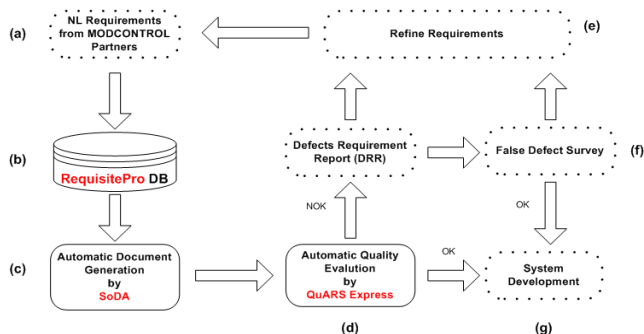 (a)
NL Requirements
from MODCONTROL
Partners
Refine Requirements
(e)
(b)
RequisitePro DB
Defects Requirement
Report (DRR)
False Defect Survey
(f)
NOK
OK
(c)
Automatic Document
Generation
by
SoDA
Automatic Quality
Evalution
by
QuARS Express
OK
System
Development
(d)
(g)